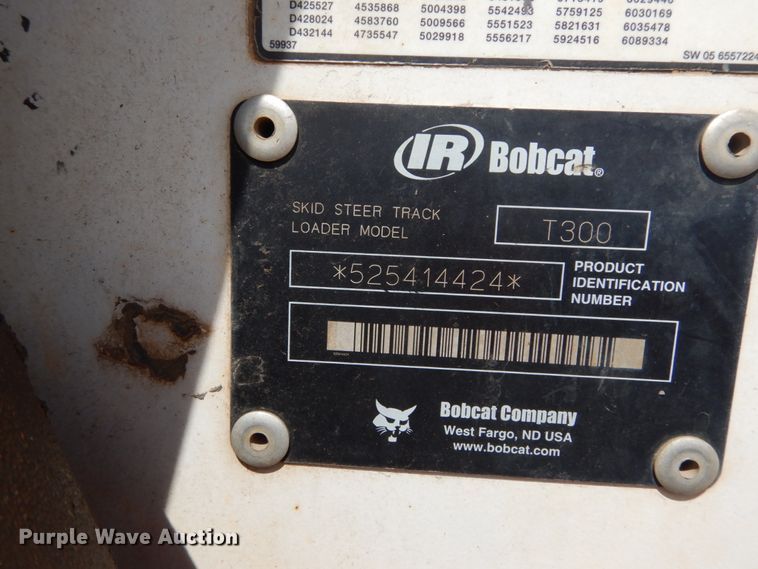 D425527 4535868 5004398 5542493 5759125 6030169
D428024 4583760 5009566 5551523 5821631 6035478
D432144 4735547 5029918 5556217 5924516 6089334
59937 SW 05 6557224
IR Bobcat®
SKID STEER TRACK
LOADER MODEL T300
*525414424* PRODUCT
IDENTIFICATION
NUMBER
Bobcat Company
West Fargo, ND USA
www.bobcat.com
Purple Wave Auction